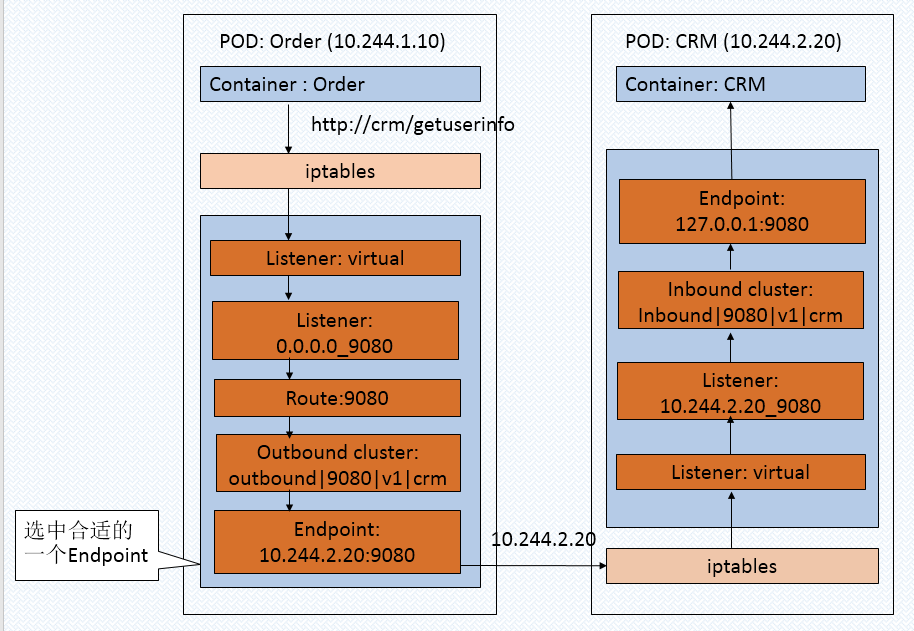 POD: Order (10.244.1.10)
Container : Order
http://crm/getuserinfo
iptables
Listener: virtual
Listener:
0.0.0.0_9080
Route:9080
Outbound cluster:
outbound|9080|v1|crm
Endpoint:
10.244.2.20:9080
选中合适的
一个Endpoint
10.244.2.20
POD: CRM (10.244.2.20)
Container: CRM
Endpoint:
127.0.0.1:9080
Inbound cluster:
Inbound|9080|v1|crm
Listener:
10.244.2.20_9080
Listener: virtual
iptables